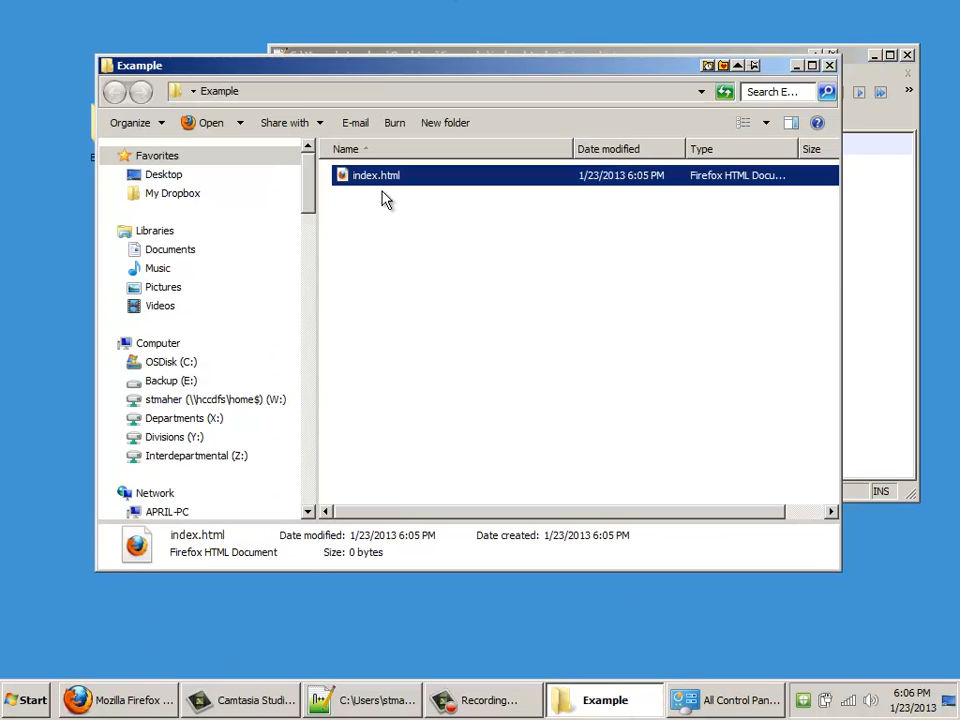 Example
Example
Search E...
Organize Open Share with E-mail Burn New folder
Name Date modified Type Size
Favorites
Desktop
My Dropbox
Libraries
Documents
Music
Pictures
Videos
Computer
OSDisk (C:)
Backup (E:)
stmaher (\\hccdfs\home$) (W:)
Departments (X:)
Divisions (Y:)
Interdepartmental (Z:)
Network
APRIL-PC
index.html 1/23/2013 6:05 PM Firefox HTML Docu...
»
INS
index.html Date modified: 1/23/2013 6:05 PM Date created: 1/23/2013 6:05 PM
Firefox HTML Document Size: 0 bytes
Start Mozilla Firefox ... Camtasia Studi... C:\Users\stma... Recording... Example All Control Pan... 6:06 PM
1/23/2013